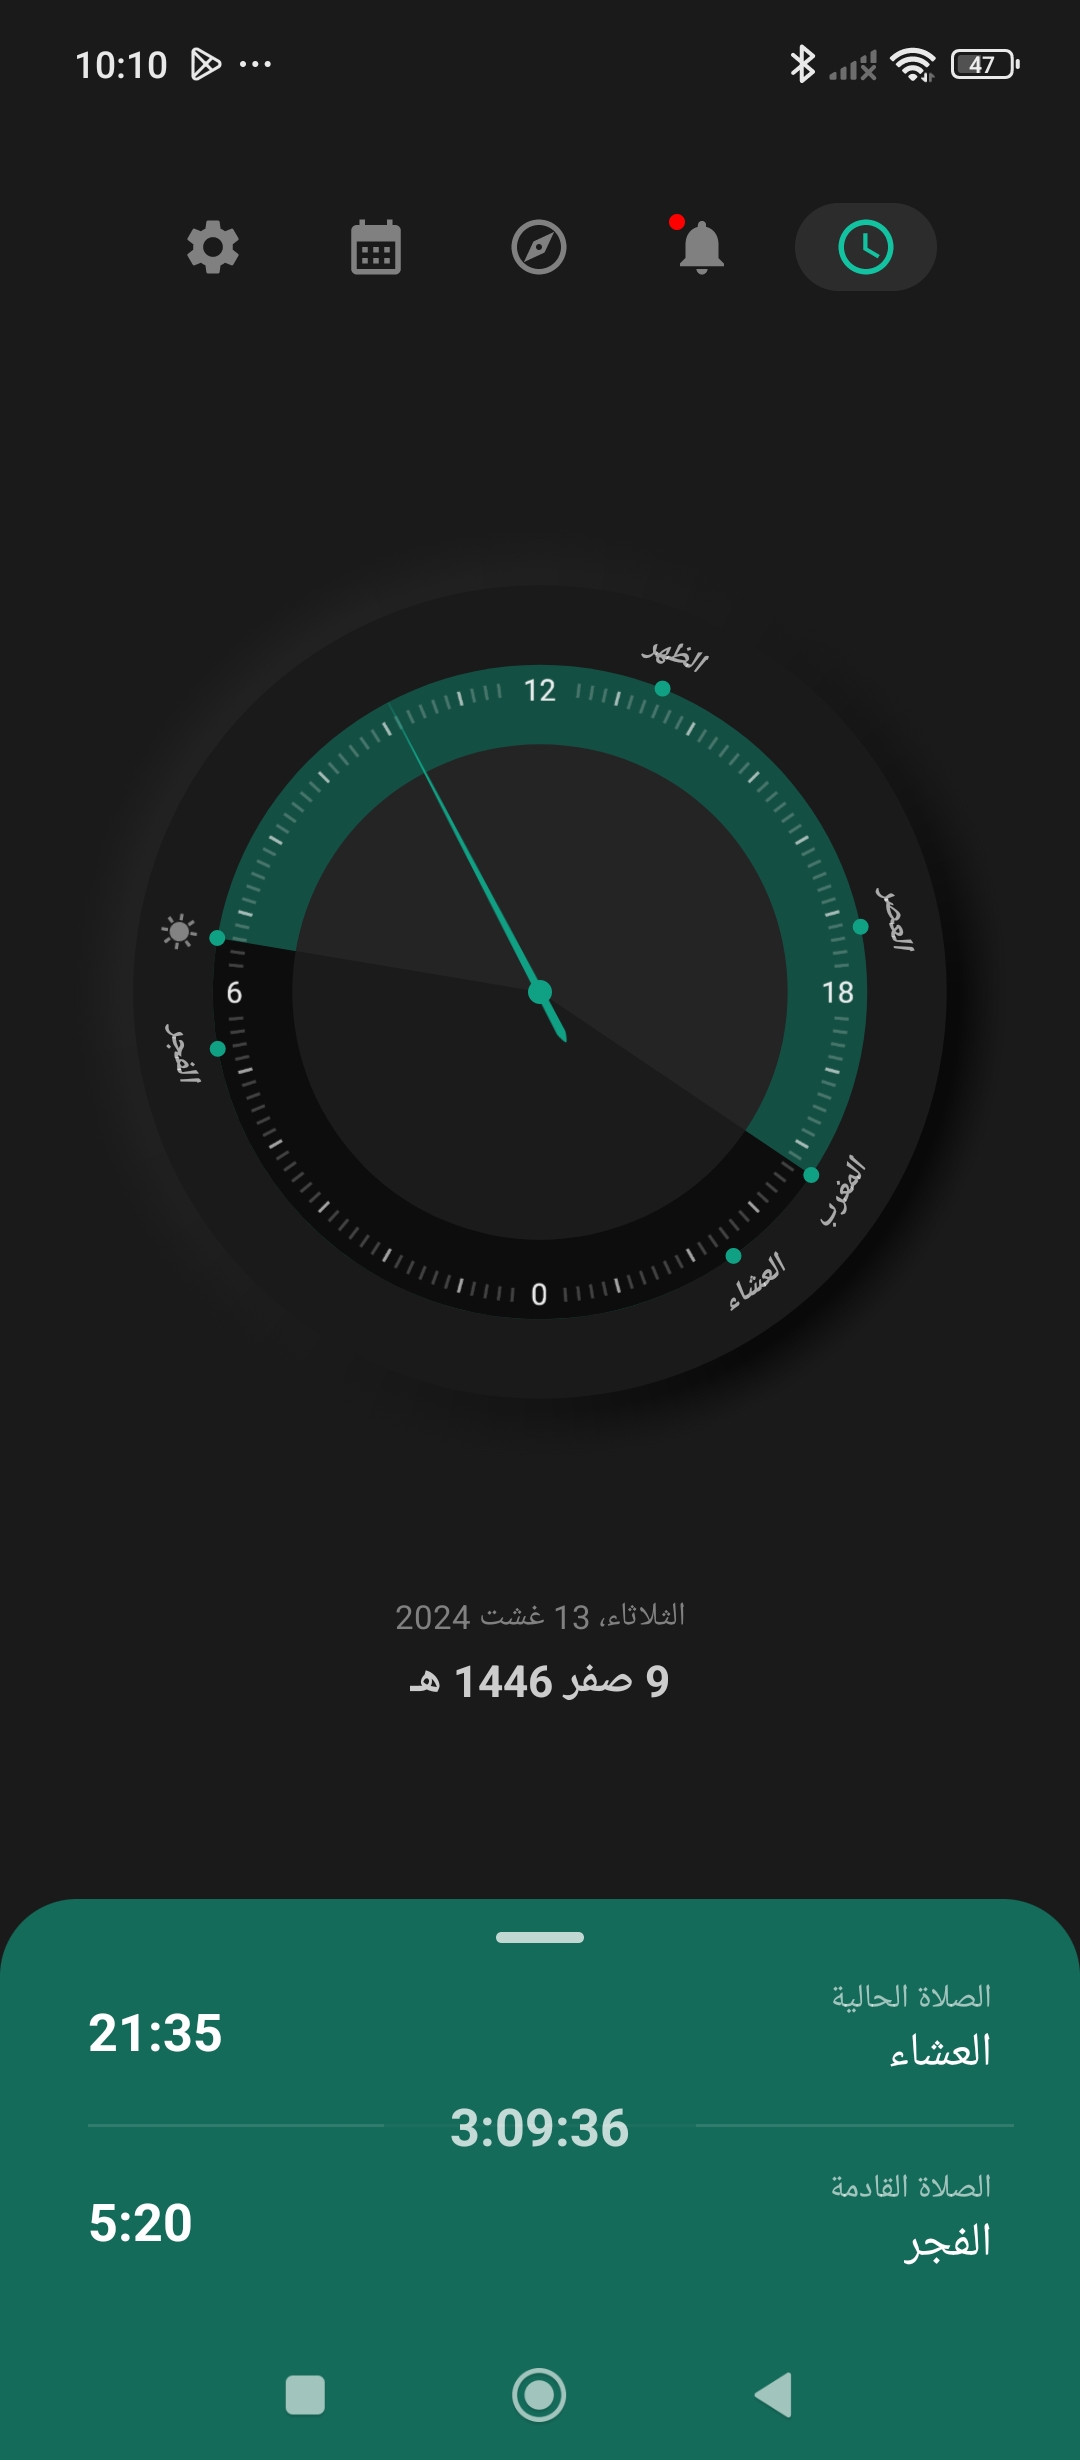 10:10
47
الظهر
12
العصر
6
18
الفجر
المغرب
0
العشاء
الثلاثاء، 13 غشت 2024
9 صفر 1446 هـ
الصلاة الحالية
العشاء
21:35
3:09:36
الصلاة القادمة
الفجر
5:20